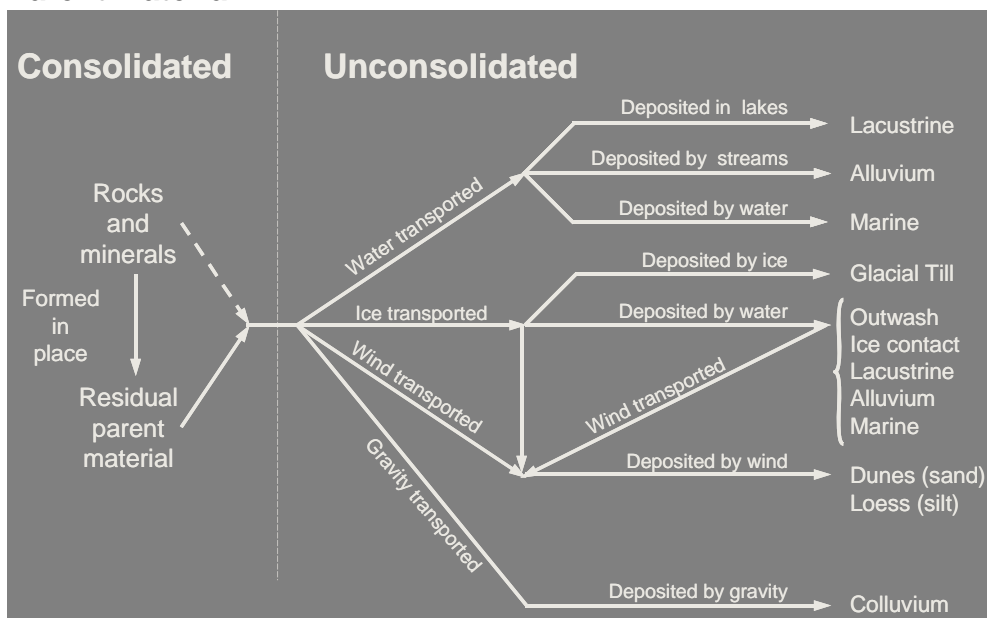 Consolidated
Unconsolidated
Rocks
and
minerals
Formed
in
place
Residual
parent
material
Water transported
Ice transported
Wind transported
Gravity transported
Deposited in lakes
Lacustrine
Deposited by streams
Alluvium
Deposited by water
Marine
Deposited by ice
Glacial Till
Deposited by water
Outwash
Ice contact
Lacustrine
Alluvium
Marine
Wind transported
Deposited by wind
Dunes (sand)
Loess (silt)
Deposited by gravity
Colluvium